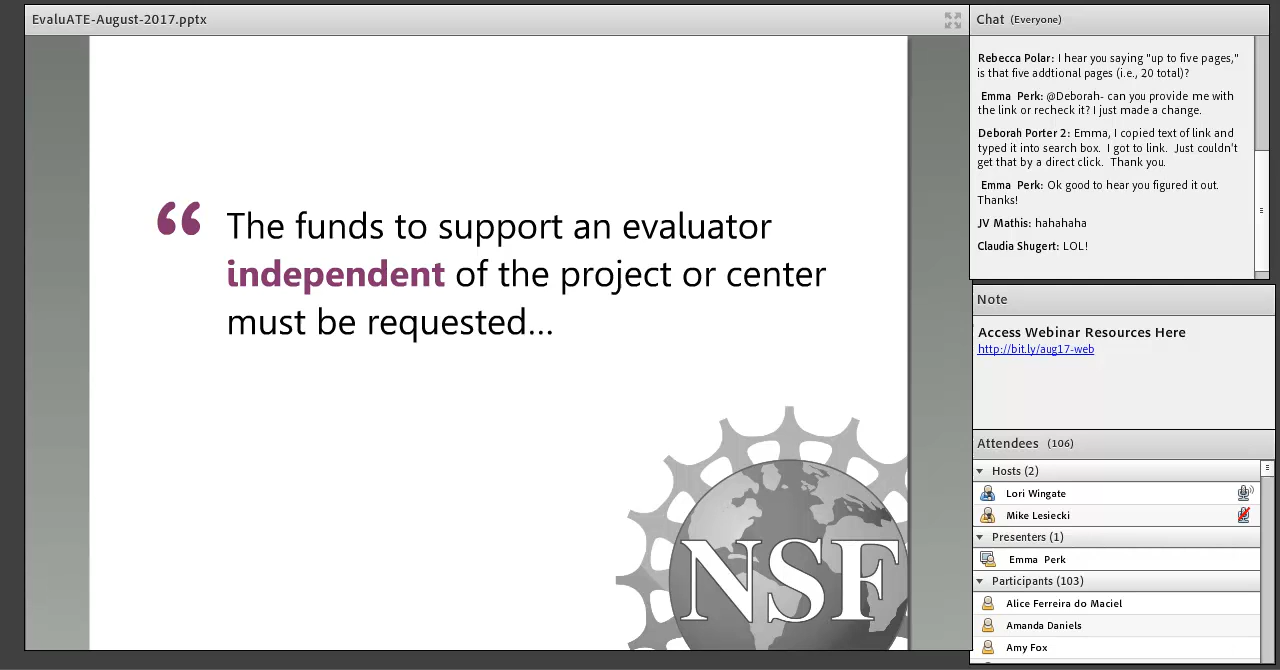 EvaluATE-August-2017.pptx
“ The funds to support an evaluator
independent of the project or center
must be requested...
NSF
Chat (Everyone)
Rebecca Polar: I hear you saying "up to five pages,"
is that five addtional pages (i.e., 20 total)?
Emma Perk: @Deborah- can you provide me with
the link or recheck it? I just made a change.
Deborah Porter 2: Emma, I copied text of link and
typed it into search box. I got to link. Just couldn't
get that by a direct click. Thank you.
Emma Perk: Ok good to hear you figured it out.
Thanks!
JV Mathis: hahahaha
Claudia Shugert: LOL!
Note
Access Webinar Resources Here
http://bit.ly/aug17-web
Attendees (106)
Hosts (2)
Lori Wingate
Mike Lesiecki
Presenters (1)
Emma Perk
Participants (103)
Alice Ferreira do Maciel
Amanda Daniels
Amy Fox